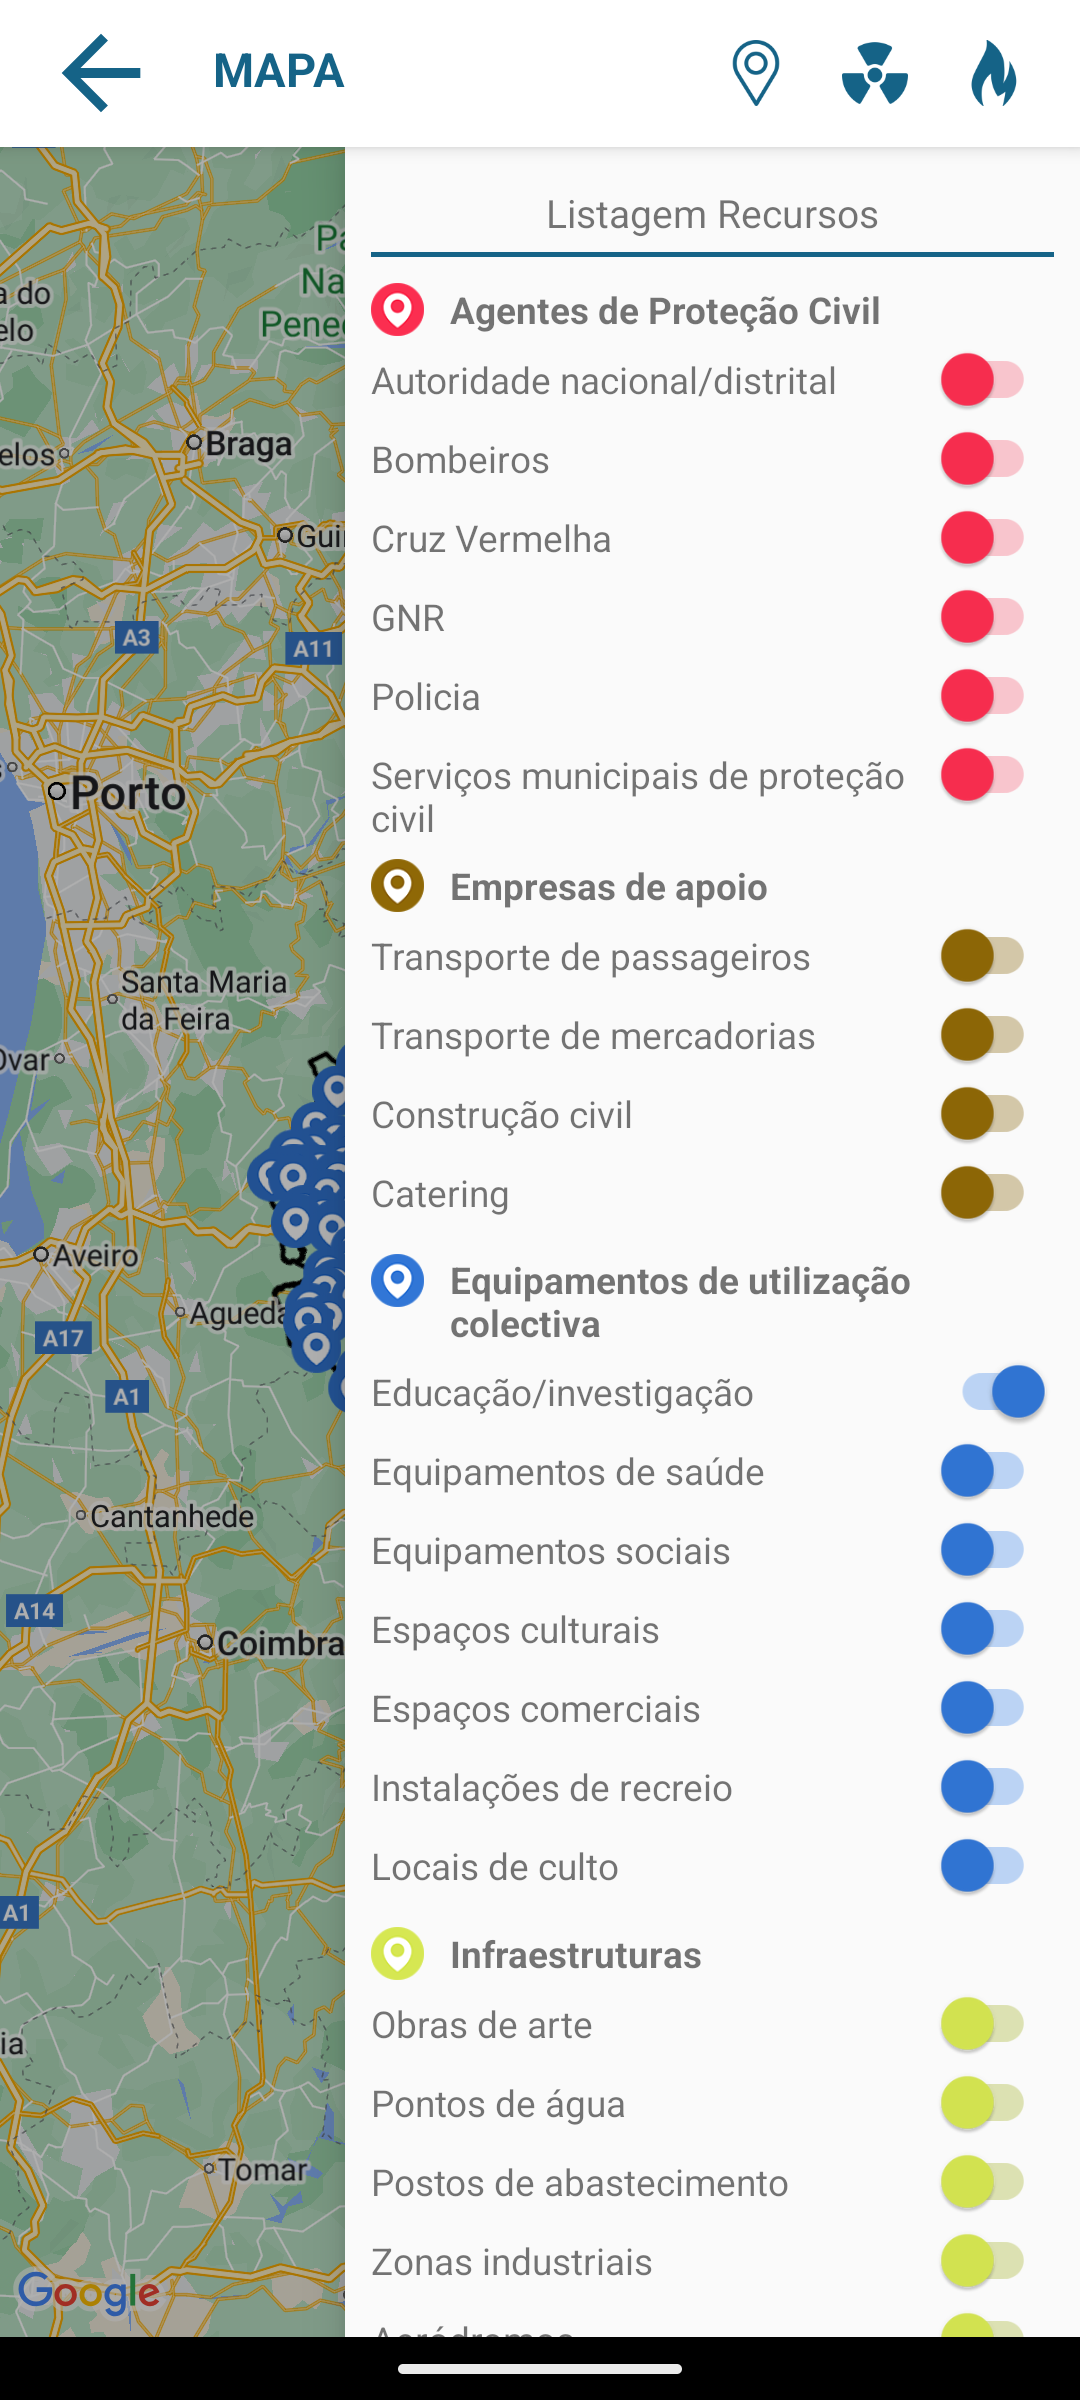 MAPA
Listagem Recursos
Agentes de Proteção Civil
Autoridade nacional/distrital
Bombeiros
Cruz Vermelha
GNR
Policia
Serviços municipais de proteção
civil
Empresas de apoio
Transporte de passageiros
Transporte de mercadorias
Construção civil
Catering
Equipamentos de utilização
colectiva
Educação/investigação
Equipamentos de saúde
Equipamentos sociais
Espaços culturais
Espaços comerciais
Instalações de recreio
Locais de culto
Infraestruturas
Obras de arte
Pontos de água
Postos de abastecimento
Zonas industriais
a do
elo
Braga
elos
Gui
A3
A11
Porto
Santa Maria
da Feira
Ovar
Aveiro
Agueda
A17
A1
Cantanhede
A14
Coimbra
A1
ia
Tomar
Google